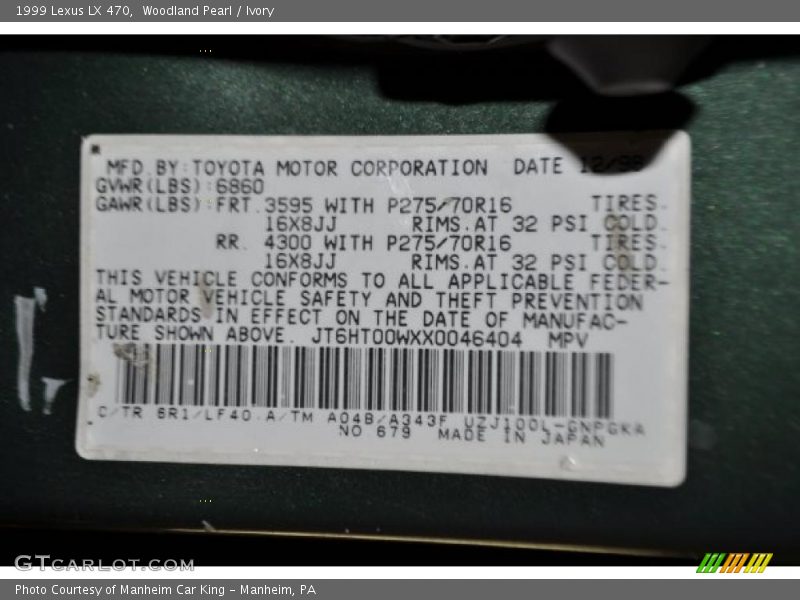 1999 Lexus LX 470, Woodland Pearl / Ivory
MFD.BY:TOYOTA MOTOR CORPORATION DATE 12/98
GVWR(LBS):6860
GAWR(LBS):FRT.3595 WITH P275/70R16 TIRES.
16X8JJ RIMS.AT 32 PSI COLD.
RR. 4300 WITH P275/70R16 TIRES.
16X8JJ RIMS.AT 32 PSI COLD.
THIS VEHICLE CONFORMS TO ALL APPLICABLE FEDER-
AL MOTOR VEHICLE SAFETY AND THEFT PREVENTION
STANDARDS IN EFFECT ON THE DATE OF MANUFAC-
TURE SHOWN ABOVE. JT6HT00WXX0046404 MPV
C/TR 6R1/LF40 A/TM A04B/A343F UZJ100L-GNPGKA
NO 679 MADE IN JAPAN
GTCARLOT.COM
Photo Courtesy of Manheim Car King - Manheim, PA